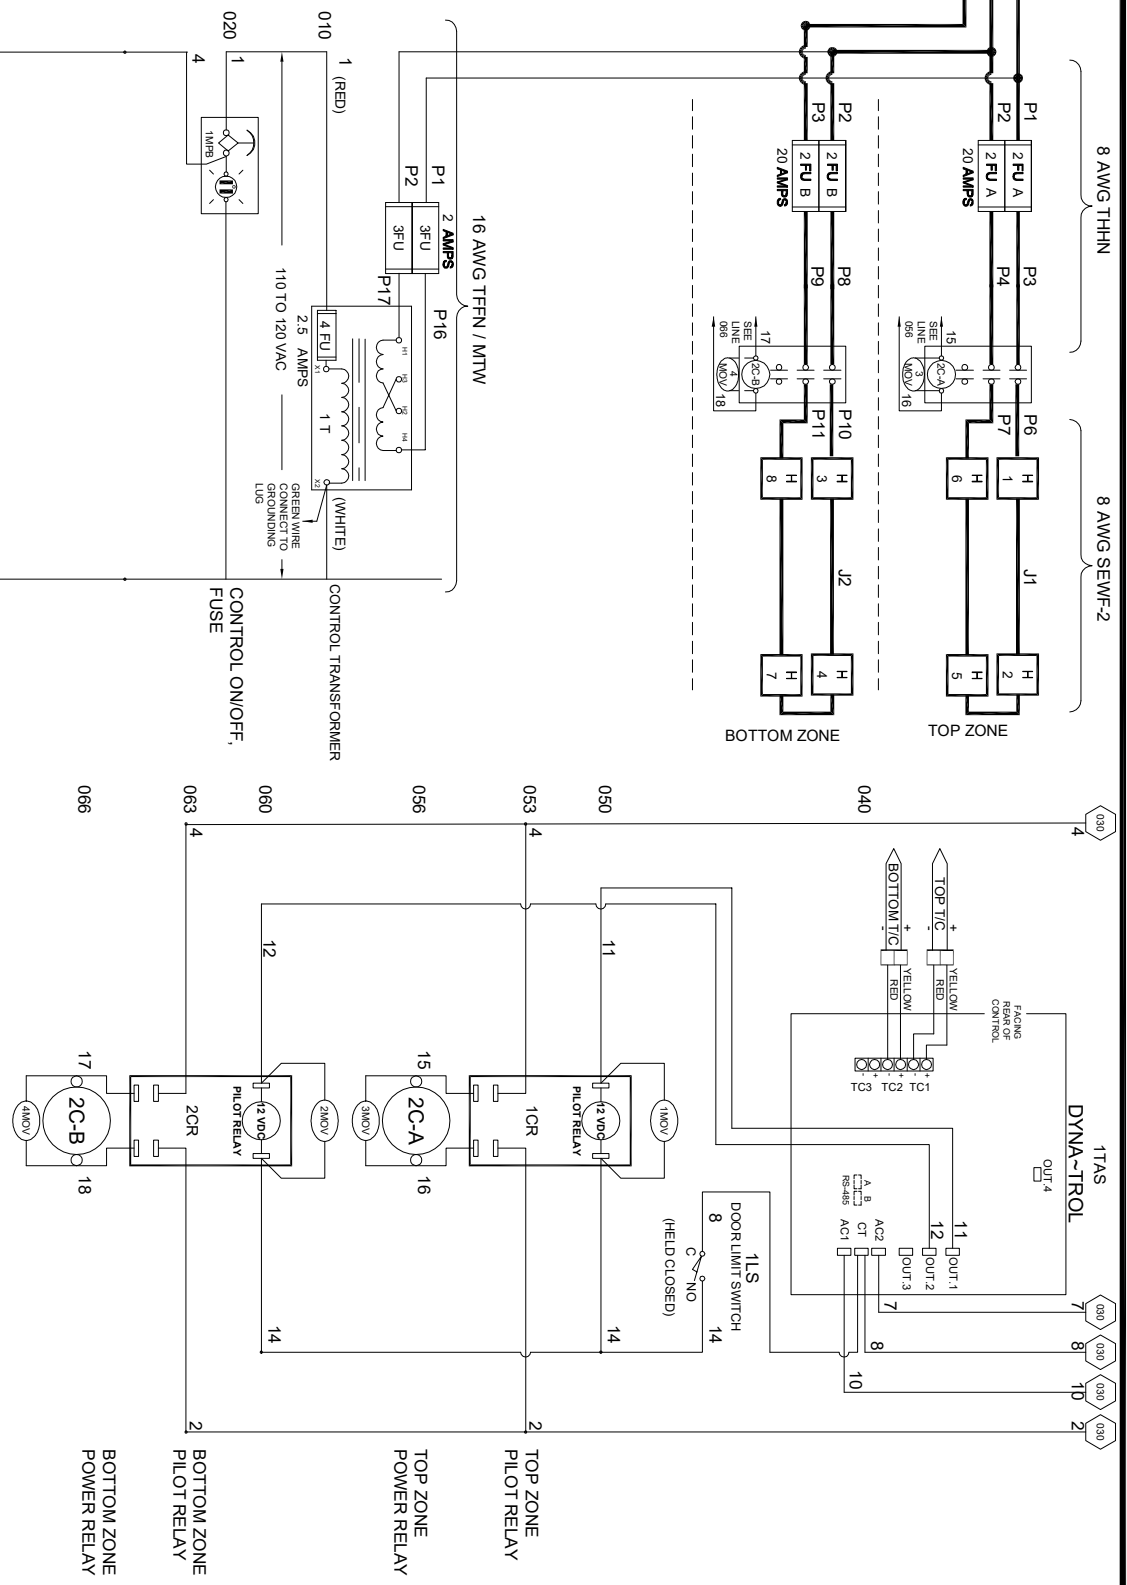 8 AWG THHN
8 AWG SEWF-2
P1
P2
2 FU A
2 FU A
20 AMPS
P3
P4
15
SEE
LINE
056
2C-A
3
MOV
16
P6
P7
H
1
H
6
J1
H
2
H
5
TOP ZONE
P2
P3
2 FU B
2 FU B
20 AMPS
P8
P9
17
SEE
LINE
066
2C-B
4
MOV
18
P10
P11
H
3
H
8
J2
H
4
H
7
BOTTOM ZONE
16 AWG TFFN / MTW
P1
P2
2 AMPS
3FU
3FU
P16
P17
H1
H3
H2
H4
010
1
(RED)
4 FU
2.5 AMPS
X1
1 T
X2
(WHITE)
GREEN WIRE
CONNECT TO
GROUNDING
LUG
CONTROL TRANSFORMER
110 TO 120 VAC
020
1
4
1MPB
CONTROL ON/OFF,
FUSE
030
4
030
7
030
8
030
10
030
2
1TAS
DYNA~TROL
OUT.4
040
TOP T/C
+
-
YELLOW
RED
BOTTOM T/C
+
-
YELLOW
RED
FACING
REAR OF
CONTROL
+
-
+
-
+
-
TC1
TC2
TC3
11
OUT.1
12
OUT.2
OUT.3
A B
RS-485
AC2
CT
AC1
7
8
10
1LS
DOOR LIMIT SWITCH
8
C
NO
(HELD CLOSED)
14
050
11
1MOV
12 VDC
PILOT RELAY
14
053
4
1CR
2
TOP ZONE
PILOT RELAY
056
15
2C-A
16
3MOV
TOP ZONE
POWER RELAY
060
12
2MOV
12 VDC
PILOT RELAY
14
063
4
2CR
2
BOTTOM ZONE
PILOT RELAY
066
17
2C-B
18
4MOV
BOTTOM ZONE
POWER RELAY